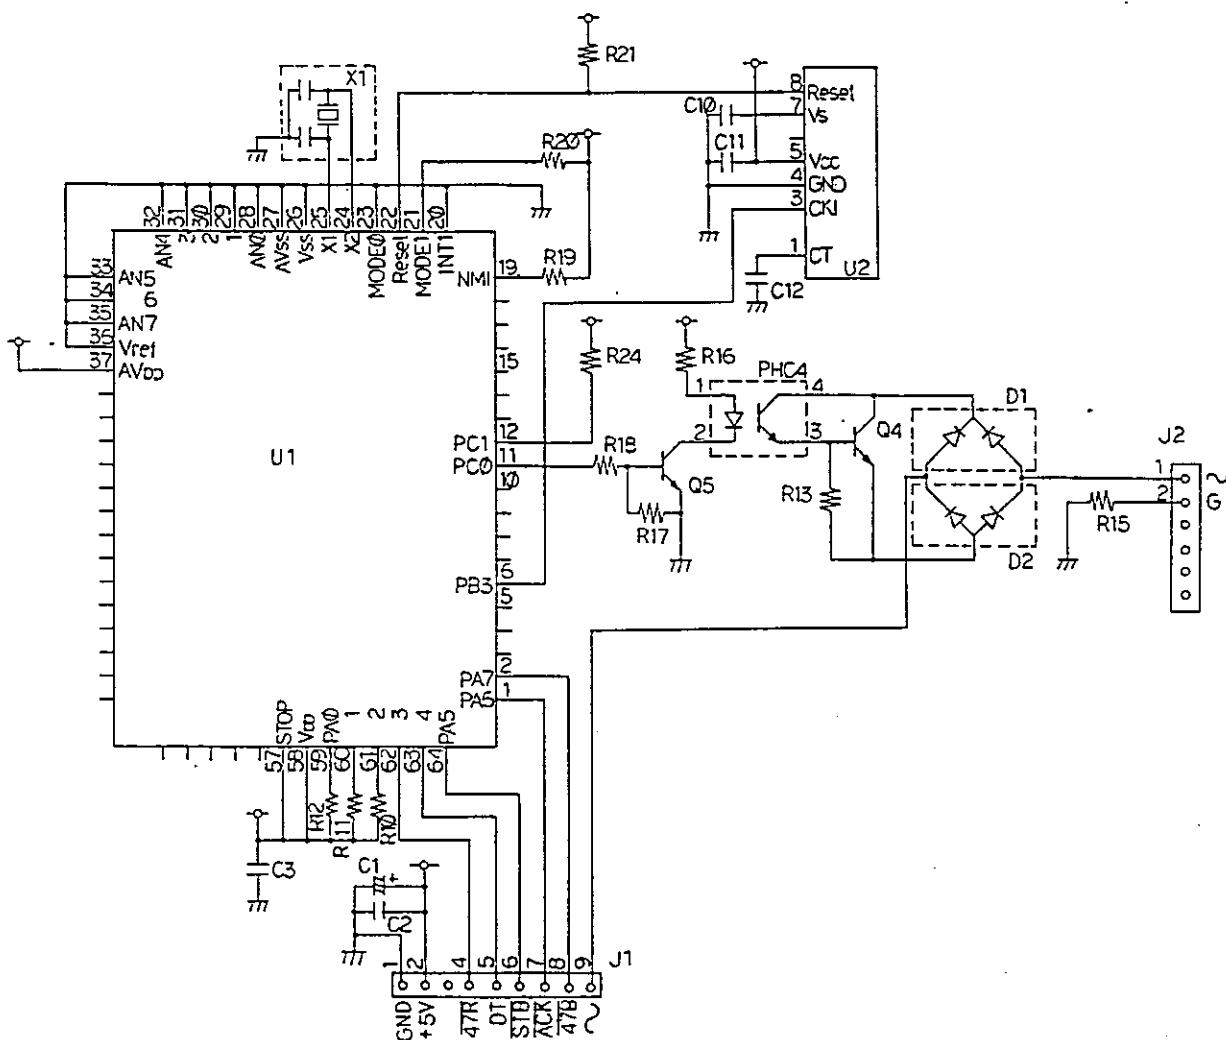 R21
X1
8 Reset
C10 7 Vs
C11
R20
5 Vcc
4 GND
3 CKI
1 CT
U2
C12
32 31 30 29 28 27 26 25 24 23 22 21 20
AN4 3 2 1 AN0 AVss Vss X1 X2 MODE0 Reset MODE1 INT1
33 AN5
34 6
35 AN7
36 Vref
37 AVDD
NMI 19 R19
15
R24
R16
PHC4
1 4
2 3
Q4
D1
J2
PC1 12
PC0 11
10
U1
R18
Q5
R17
R13
1 ~
2 G
R15
D2
PB3 6
5
PA7 2
PA6 1
STOP VDD PA0 1 2 3 4 PA5
57 58 59 60 61 62 63 64
R12 R11 R10
C3
C1 +
C2
J1
1 2 4 5 6 7 8 9
GND +5V 47R DT STB ACK 47B ~